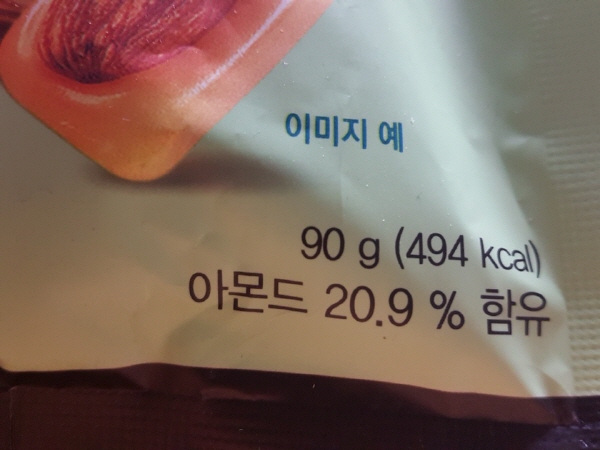 이미지 예
90 g (494 kcal)
아몬드 20.9 % 함유